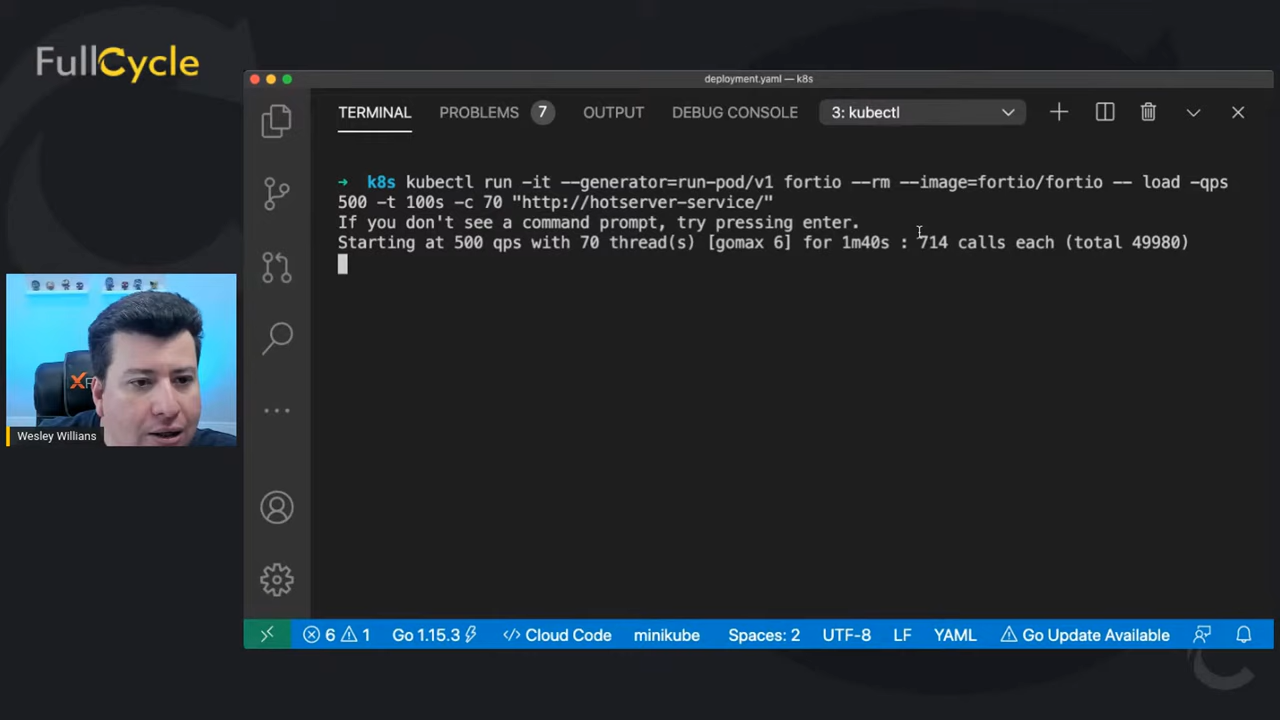 FullCycle
deployment.yaml — k8s
TERMINAL PROBLEMS 7 OUTPUT DEBUG CONSOLE 3: kubectl
➜ k8s kubectl run -it --generator=run-pod/v1 fortio --rm --image=fortio/fortio -- load -qps
500 -t 100s -c 70 "http://hotserver-service/"
If you don't see a command prompt, try pressing enter.
Starting at 500 qps with 70 thread(s) [gomax 6] for 1m40s : 714 calls each (total 49980)
Wesley Willians
6 1 Go 1.15.3 Cloud Code minikube Spaces: 2 UTF-8 LF YAML Go Update Available